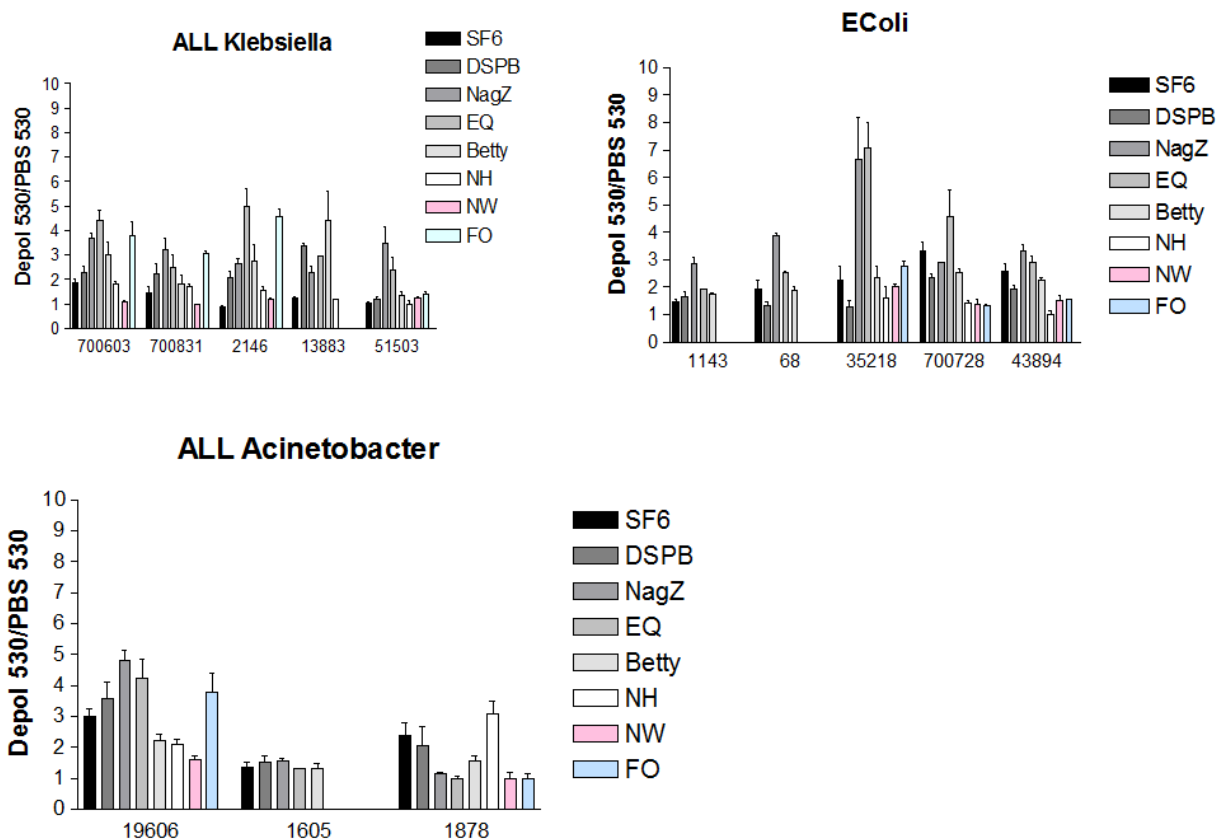 ALL Klebsiella
Depol 530/PBS 530
10
9
8
7
6
5
4
3
2
1
0
700603 700831 2146 13883 51503
SF6
DSPB
NagZ
EQ
Betty
NH
NW
FO
EColi
Depol 530/PBS 530
10
9
8
7
6
5
4
3
2
1
0
1143 68 35218 700728 43894
SF6
DSPB
NagZ
EQ
Betty
NH
NW
FO
ALL Acinetobacter
Depol 530/PBS 530
10
9
8
7
6
5
4
3
2
1
0
19606 1605 1878
SF6
DSPB
NagZ
EQ
Betty
NH
NW
FO